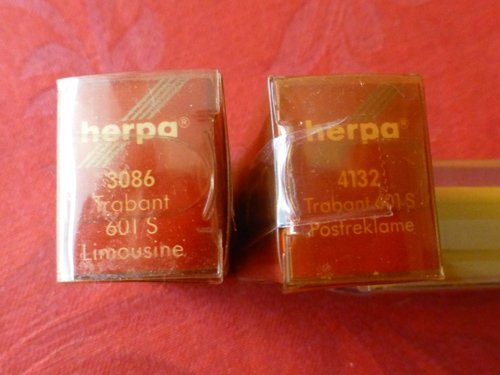 herpa®
3086
Trabant
601 S
Limousine
herpa®
4132
Trabant 601 S
Postreklame